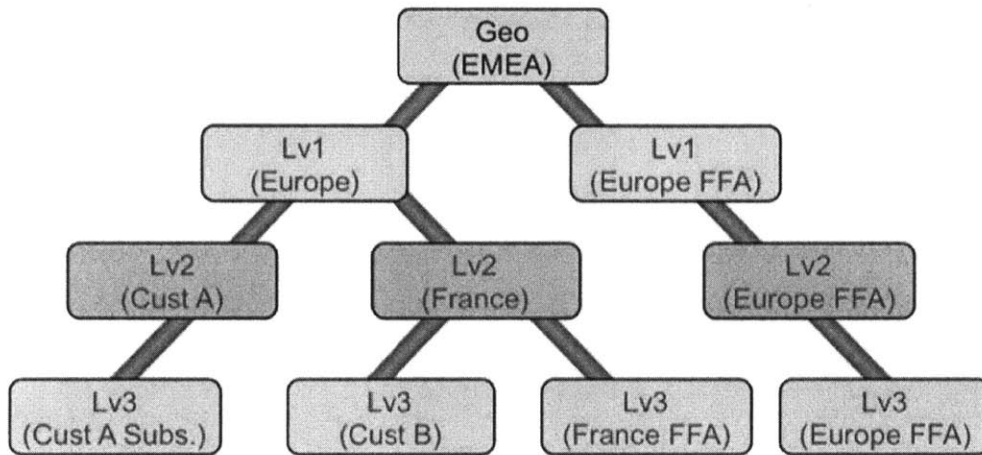 Geo
(EMEA)
Lv1
(Europe)
Lv1
(Europe FFA)
Lv2
(Cust A)
Lv2
(France)
Lv2
(Europe FFA)
Lv3
(Cust A Subs.)
Lv3
(Cust B)
Lv3
(France FFA)
Lv3
(Europe FFA)